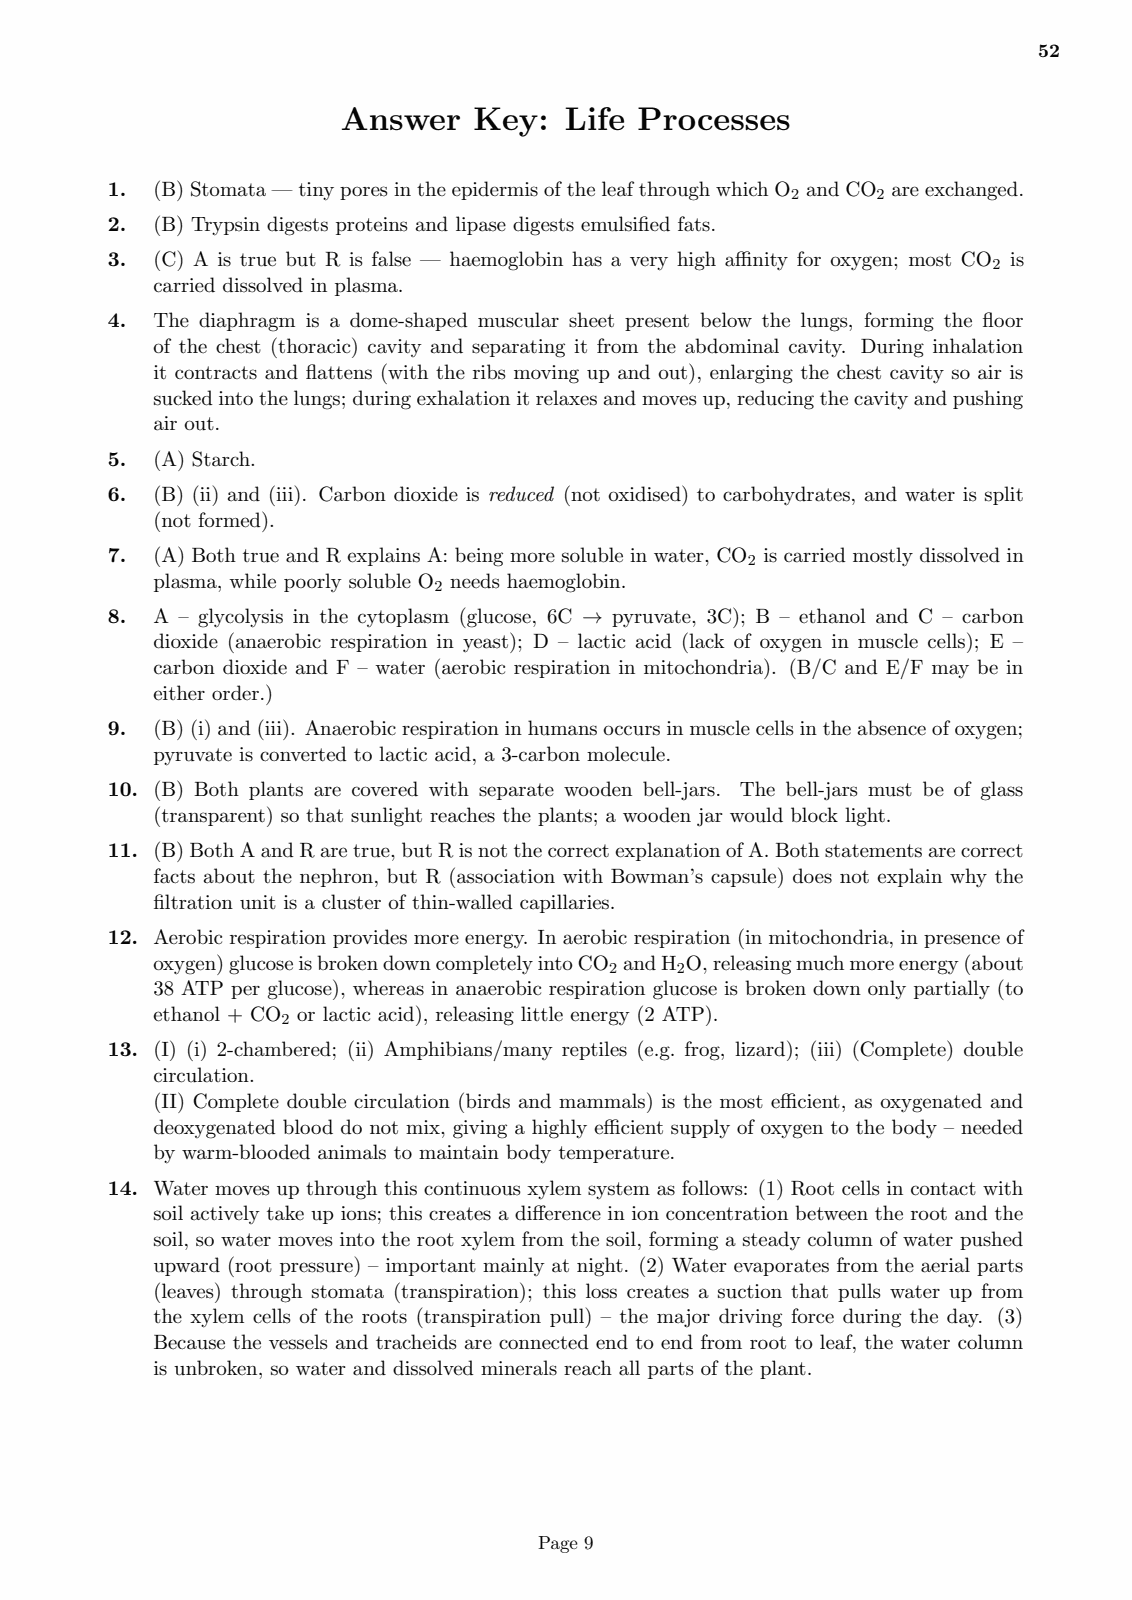 52
Answer Key: Life Processes
1. (B) Stomata — tiny pores in the epidermis of the leaf through which O₂ and CO₂ are exchanged.
2. (B) Trypsin digests proteins and lipase digests emulsified fats.
3. (C) A is true but R is false — haemoglobin has a very high affinity for oxygen; most CO₂ is
carried dissolved in plasma.
4. The diaphragm is a dome-shaped muscular sheet present below the lungs, forming the floor
of the chest (thoracic) cavity and separating it from the abdominal cavity. During inhalation
it contracts and flattens (with the ribs moving up and out), enlarging the chest cavity so air is
sucked into the lungs; during exhalation it relaxes and moves up, reducing the cavity and pushing
air out.
5. (A) Starch.
6. (B) (ii) and (iii). Carbon dioxide is reduced (not oxidised) to carbohydrates, and water is split
(not formed).
7. (A) Both true and R explains A: being more soluble in water, CO₂ is carried mostly dissolved in
plasma, while poorly soluble O₂ needs haemoglobin.
8. A – glycolysis in the cytoplasm (glucose, 6C → pyruvate, 3C); B – ethanol and C – carbon
dioxide (anaerobic respiration in yeast); D – lactic acid (lack of oxygen in muscle cells); E –
carbon dioxide and F – water (aerobic respiration in mitochondria). (B/C and E/F may be in
either order.)
9. (B) (i) and (iii). Anaerobic respiration in humans occurs in muscle cells in the absence of oxygen;
pyruvate is converted to lactic acid, a 3-carbon molecule.
10. (B) Both plants are covered with separate wooden bell-jars. The bell-jars must be of glass
(transparent) so that sunlight reaches the plants; a wooden jar would block light.
11. (B) Both A and R are true, but R is not the correct explanation of A. Both statements are correct
facts about the nephron, but R (association with Bowman's capsule) does not explain why the
filtration unit is a cluster of thin-walled capillaries.
12. Aerobic respiration provides more energy. In aerobic respiration (in mitochondria, in presence of
oxygen) glucose is broken down completely into CO₂ and H₂O, releasing much more energy (about
38 ATP per glucose), whereas in anaerobic respiration glucose is broken down only partially (to
ethanol + CO₂ or lactic acid), releasing little energy (2 ATP).
13. (I) (i) 2-chambered; (ii) Amphibians/many reptiles (e.g. frog, lizard); (iii) (Complete) double
circulation.
(II) Complete double circulation (birds and mammals) is the most efficient, as oxygenated and
deoxygenated blood do not mix, giving a highly efficient supply of oxygen to the body – needed
by warm-blooded animals to maintain body temperature.
14. Water moves up through this continuous xylem system as follows: (1) Root cells in contact with
soil actively take up ions; this creates a difference in ion concentration between the root and the
soil, so water moves into the root xylem from the soil, forming a steady column of water pushed
upward (root pressure) – important mainly at night. (2) Water evaporates from the aerial parts
(leaves) through stomata (transpiration); this loss creates a suction that pulls water up from
the xylem cells of the roots (transpiration pull) – the major driving force during the day. (3)
Because the vessels and tracheids are connected end to end from root to leaf, the water column
is unbroken, so water and dissolved minerals reach all parts of the plant.
Page 9